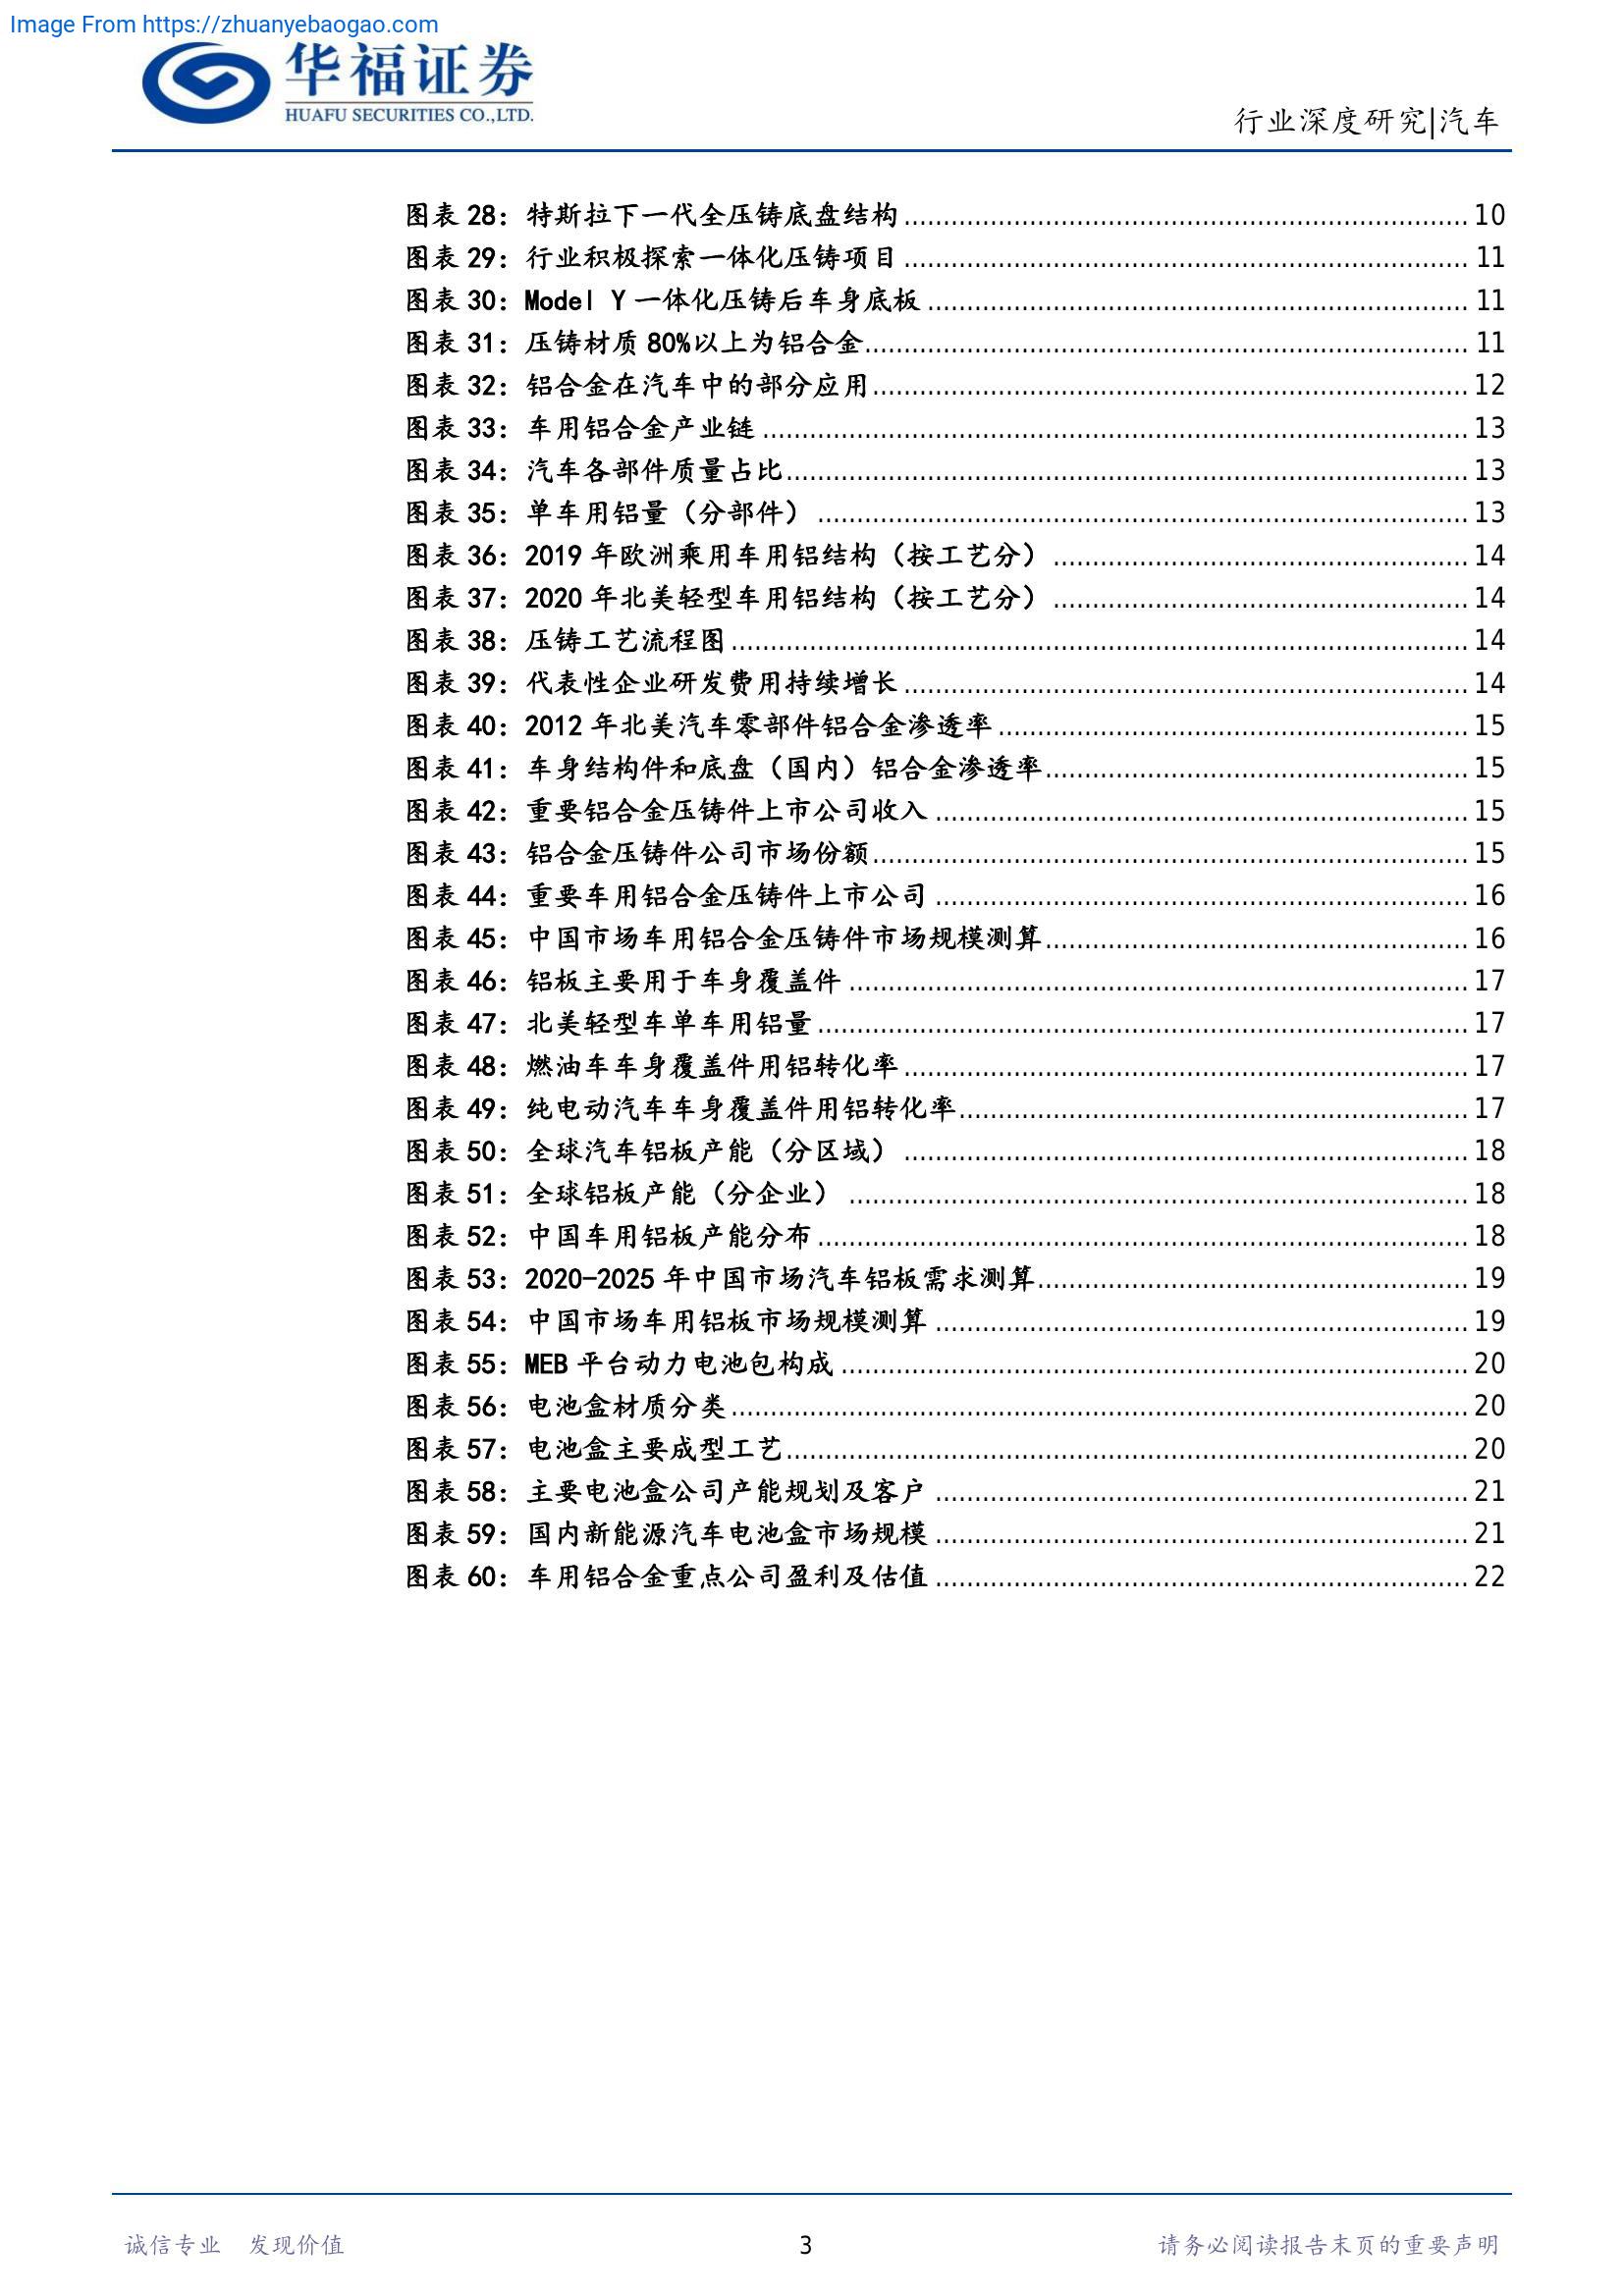 Image From https://zhuanyebaogao.com
华福证券
HUAFU SECURITIES CO.,LTD.
行业深度研究|汽车
图表 28：特斯拉下一代全压铸底盘结构 10
图表 29：行业积极探索一体化压铸项目 11
图表 30：Model Y 一体化压铸后车身底板 11
图表 31：压铸材质 80%以上为铝合金 11
图表 32：铝合金在汽车中的部分应用 12
图表 33：车用铝合金产业链 13
图表 34：汽车各部件质量占比 13
图表 35：单车用铝量（分部件） 13
图表 36：2019 年欧洲乘用车用铝结构（按工艺分） 14
图表 37：2020 年北美轻型车用铝结构（按工艺分） 14
图表 38：压铸工艺流程图 14
图表 39：代表性企业研发费用持续增长 14
图表 40：2012 年北美汽车零部件铝合金渗透率 15
图表 41：车身结构件和底盘（国内）铝合金渗透率 15
图表 42：重要铝合金压铸件上市公司收入 15
图表 43：铝合金压铸件公司市场份额 15
图表 44：重要车用铝合金压铸件上市公司 16
图表 45：中国市场车用铝合金压铸件市场规模测算 16
图表 46：铝板主要用于车身覆盖件 17
图表 47：北美轻型车单车用铝量 17
图表 48：燃油车车身覆盖件用铝转化率 17
图表 49：纯电动汽车车身覆盖件用铝转化率 17
图表 50：全球汽车铝板产能（分区域） 18
图表 51：全球铝板产能（分企业） 18
图表 52：中国车用铝板产能分布 18
图表 53：2020-2025 年中国市场汽车铝板需求测算 19
图表 54：中国市场车用铝板市场规模测算 19
图表 55：MEB 平台动力电池包构成 20
图表 56：电池盒材质分类 20
图表 57：电池盒主要成型工艺 20
图表 58：主要电池盒公司产能规划及客户 21
图表 59：国内新能源汽车电池盒市场规模 21
图表 60：车用铝合金重点公司盈利及估值 22
诚信专业 发现价值 3 请务必阅读报告末页的重要声明